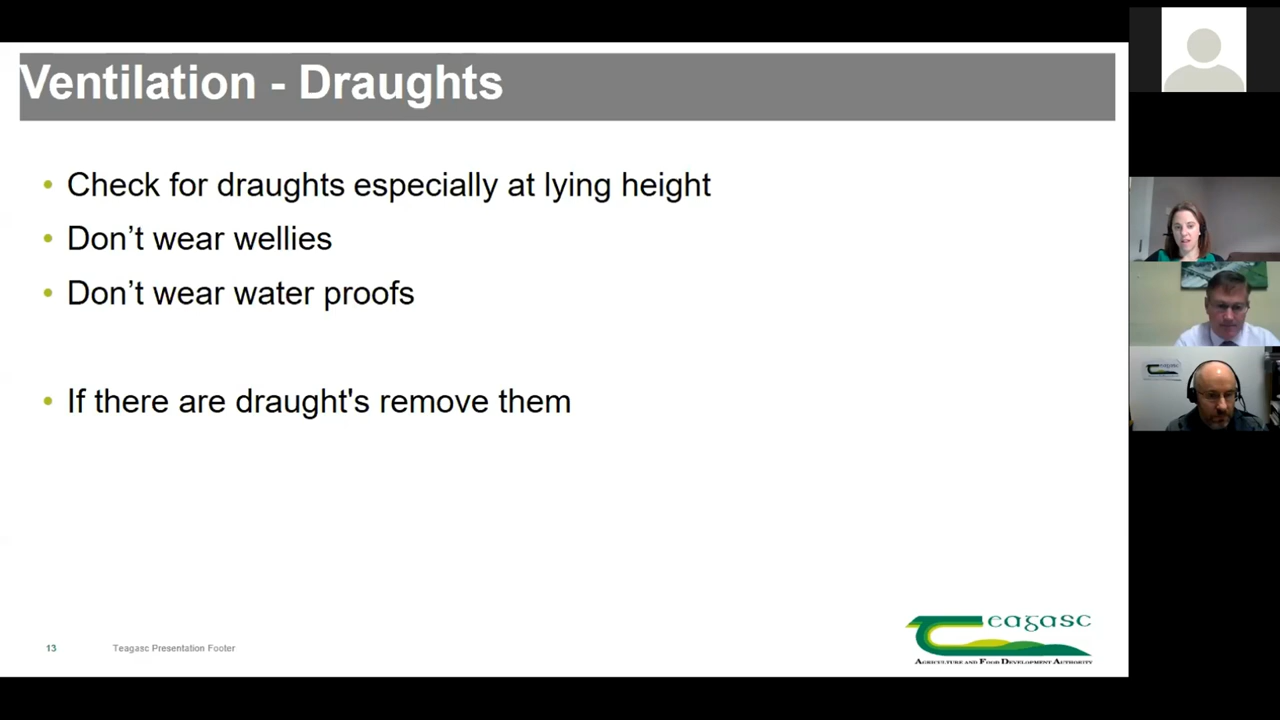 Ventilation - Draughts
• Check for draughts especially at lying height
• Don’t wear wellies
• Don’t wear water proofs
• If there are draught's remove them
13
Teagasc Presentation Footer
Teagasc
Agriculture and Food Development Authority